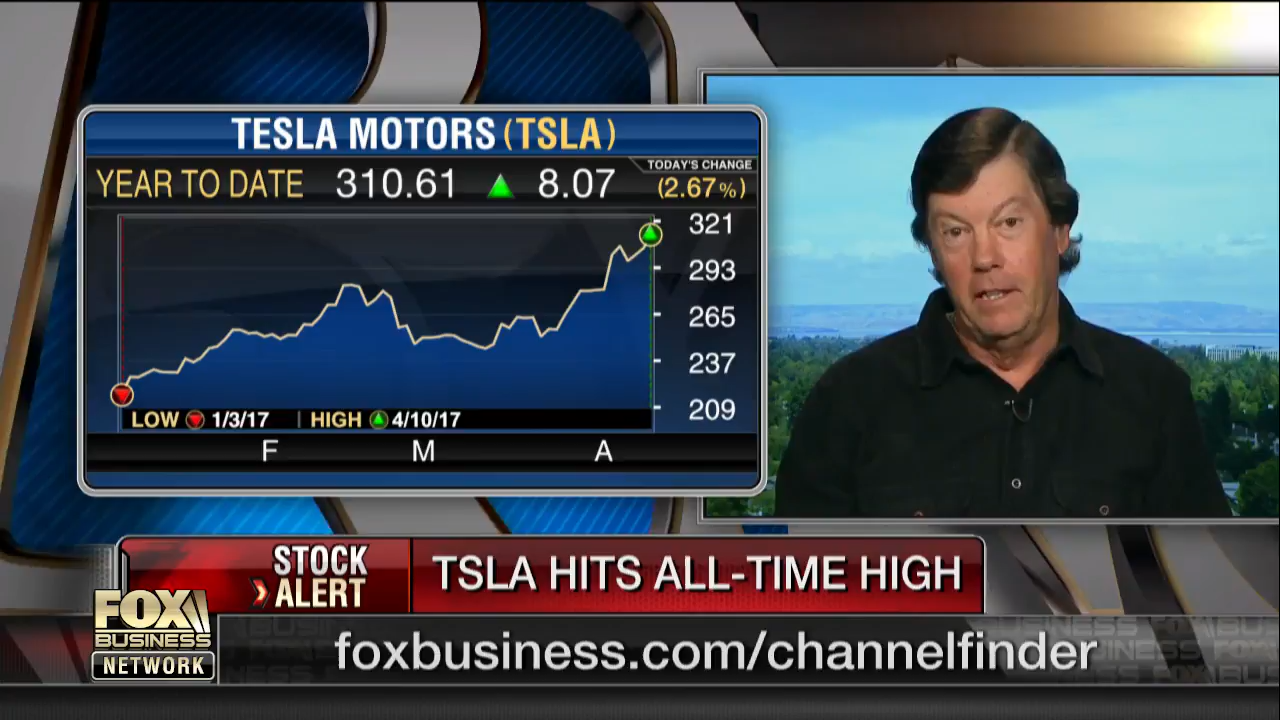 TESLA MOTORS (TSLA)
TODAY'S CHANGE
YEAR TO DATE 310.61 8.07 (2.67%)
321
293
265
237
209
LOW 1/3/17 | HIGH 4/10/17
F M A
STOCK
ALERT
TSLA HITS ALL-TIME HIGH
FOX
BUSINESS
NETWORK
foxbusiness.com/channelfinder